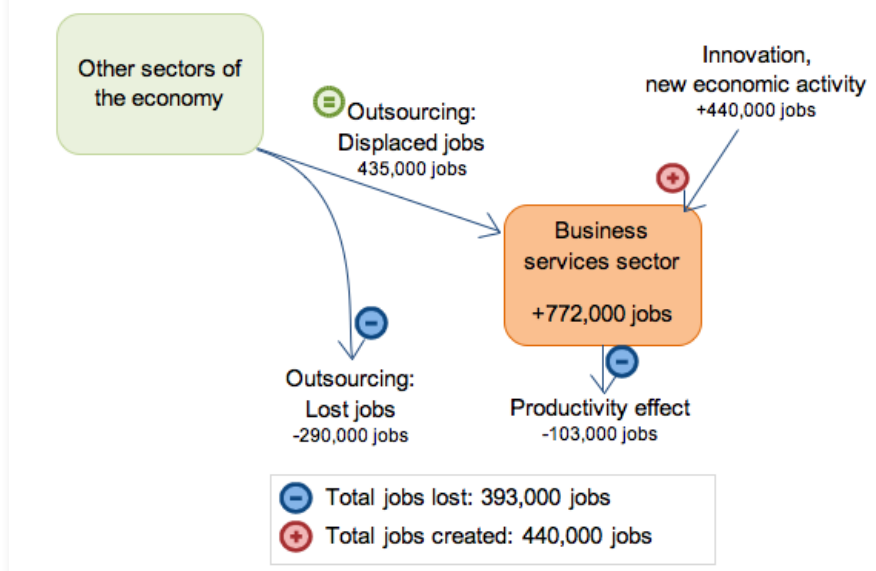 Other sectors of
the economy
Outsourcing:
Displaced jobs
435,000 jobs
Innovation,
new economic activity
+440,000 jobs
Business
services sector
+772,000 jobs
Outsourcing:
Lost jobs
-290,000 jobs
Productivity effect
-103,000 jobs
Total jobs lost: 393,000 jobs
Total jobs created: 440,000 jobs